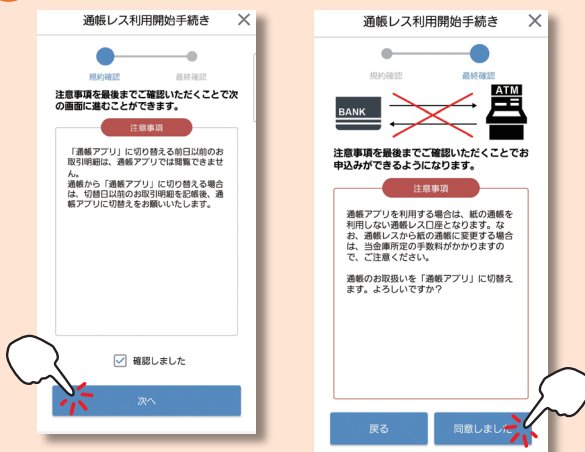 通帳レス利用開始手続き ×
規約確認 最終確認
注意事項を最後までご確認いただくことで次
の画面に進むことができます。
注意事項
「通帳アプリ」に切り替える前日以前のお
取引明細は、通帳アプリでは閲覧できませ
ん。
通帳から「通帳アプリ」に切り替える場合
は、切替日以前のお取引明細を記帳後、通
帳アプリに切替えをお願いいたします。
確認しました
次へ
通帳レス利用開始手続き ×
規約確認 最終確認
BANK
ATM
注意事項を最後までご確認いただくことでお
申込みができるようになります。
注意事項
通帳アプリを利用する場合は、紙の通帳を
利用しない通帳レス口座となります。な
お、通帳レスから紙の通帳に変更する場合
は、当金庫所定の手数料がかかりますの
で、ご注意ください。
通帳のお取扱いを「通帳アプリ」に切替え
ます。よろしいですか？
戻る
同意しました